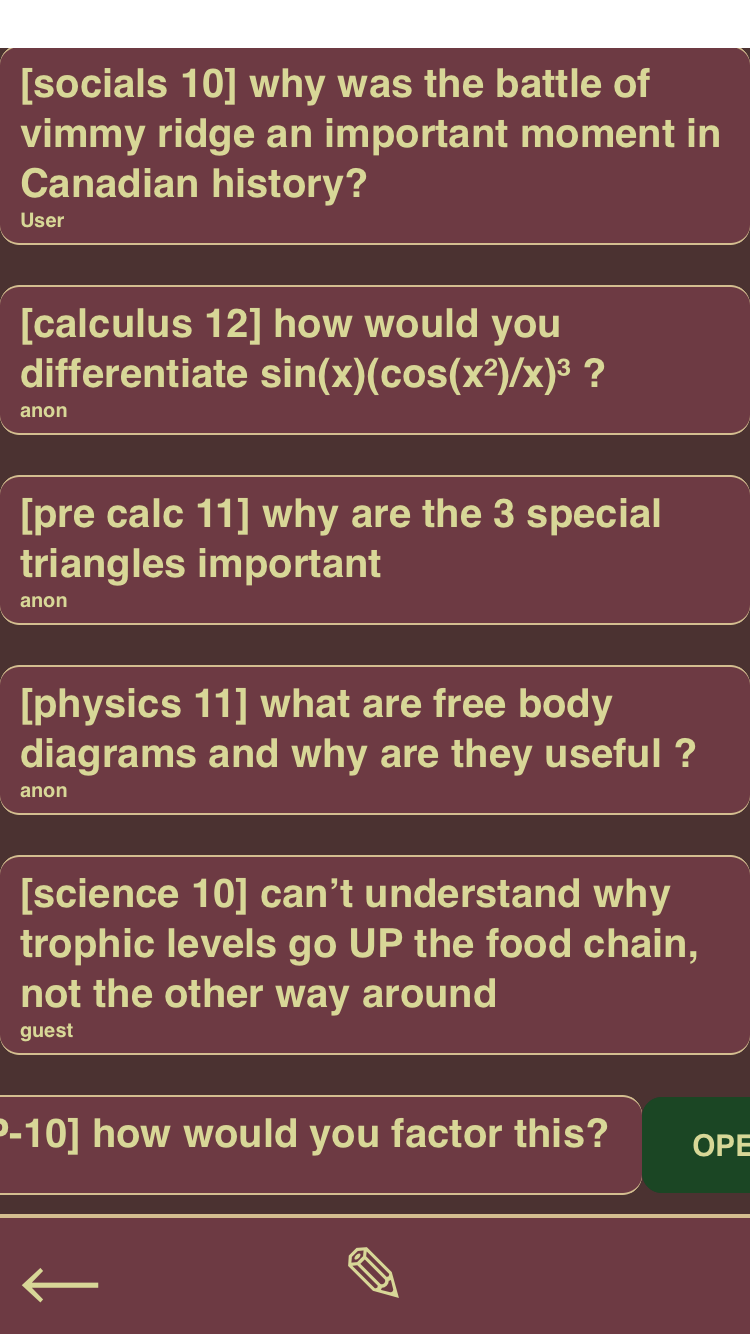 [socials 10] why was the battle of
vimmy ridge an important moment in
Canadian history?
User
[calculus 12] how would you
differentiate sin(x)(cos(x²)/x)³ ?
anon
[pre calc 11] why are the 3 special
triangles important
anon
[physics 11] what are free body
diagrams and why are they useful ?
anon
[science 10] can’t understand why
trophic levels go UP the food chain,
not the other way around
guest
P-10] how would you factor this?
OPE